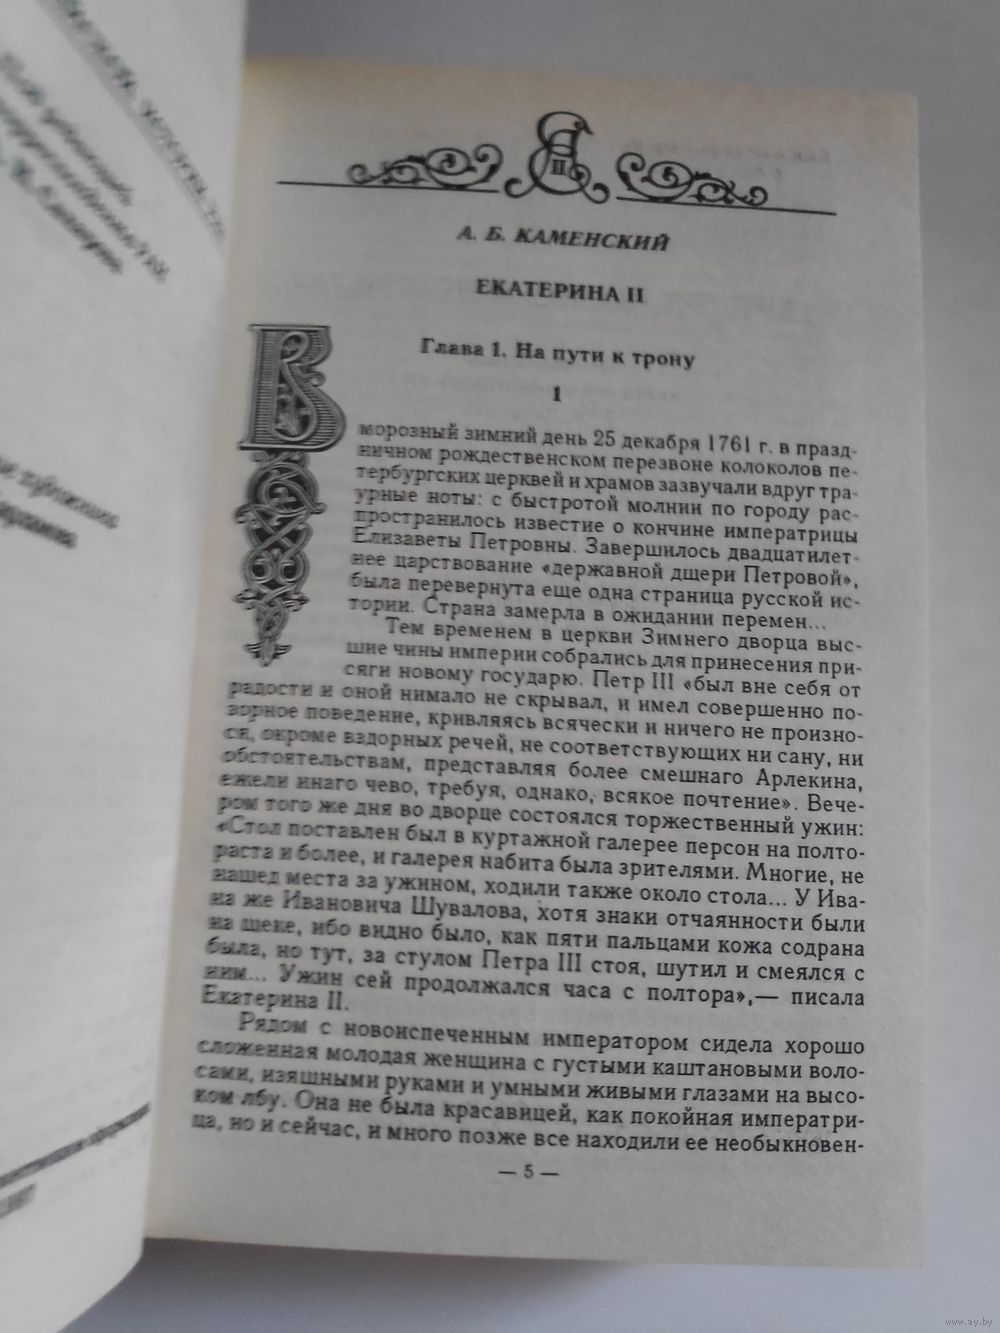 А. Б. КАМЕНСКИЙ
ЕКАТЕРИНА II
Глава 1. На пути к трону
1
В
морозный зимний день 25 декабря 1761 г. в празд-
ничном рождественском перезвоне колоколов пе-
тербургских церквей и храмов зазвучали вдруг тра-
урные ноты: с быстротой молнии по городу рас-
пространилось известие о кончине императрицы
Елизаветы Петровны. Завершилось двадцатилет-
нее царствование «державной дщери Петровой»,
была перевернута еще одна страница русской ис-
тории. Страна замерла в ожидании перемен...
Тем временем в церкви Зимнего дворца выс-
шие чины империи собрались для принесения при-
сяги новому государю. Петр III «был вне себя от
радости и оной нимало не скрывал, и имел совершенно по-
зорное поведение, кривляясь всячески и ничего не произно-
ся, окроме вздорных речей, не соответствующих ни сану, ни
обстоятельствам, представляя более смешнаго Арлекина,
ежели инаго чево, требуя, однако, всякое почтение». Вече-
ром того же дня во дворце состоялся торжественный ужин:
«Стол поставлен был в куртажной галерее персон на полто-
раста и более, и галерея набита была зрителями. Многие, не
нашед места за ужином, ходили также около стола... У Ива-
на же Ивановича Шувалова, хотя знаки отчаянности были
на щеке, ибо видно было, как пяти пальцами кожа содрана
была, но тут, за стулом Петра III стоя, шутил и смеялся с
ним... Ужин сей продолжался часа с полтора»,— писала
Екатерина II.
Рядом с новоиспеченным императором сидела хорошо
сложенная молодая женщина с густыми каштановыми воло-
сами, изящными руками и умными живыми глазами на высо-
ком лбу. Она не была красавицей, как покойная императри-
ца, но и сейчас, и много позже все находили ее необыкновен-
— 5 —
www.ay.by